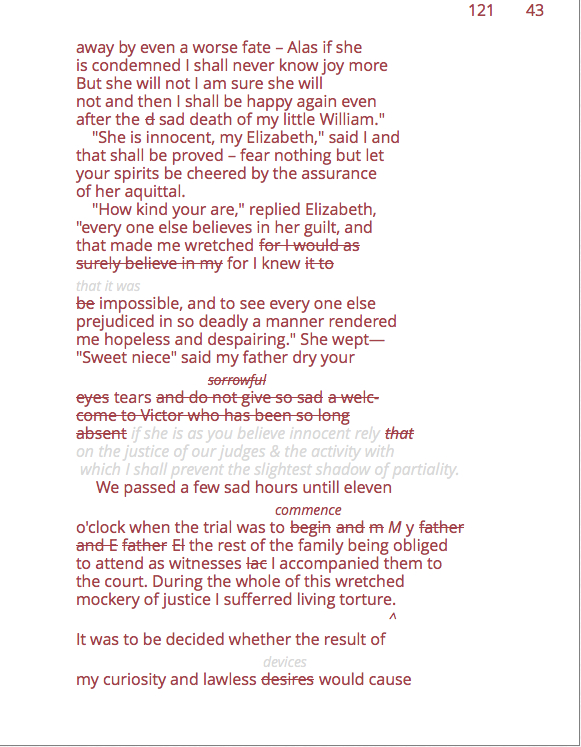 121 43
away by even a worse fate – Alas if she
is condemned I shall never know joy more
But she will not I am sure she will
not and then I shall be happy again even
after the d sad death of my little William."
"She is innocent, my Elizabeth," said I and
that shall be proved – fear nothing but let
your spirits be cheered by the assurance
of her aquittal.
"How kind your are," replied Elizabeth,
"every one else believes in her guilt, and
that made me wretched for I would as
surely believe in my for I knew it to
that it was
be impossible, and to see every one else
prejudiced in so deadly a manner rendered
me hopeless and despairing." She wept—
"Sweet niece" said my father dry your
sorrowful
eyes tears and do not give so sad a welc-
come to Victor who has been so long
absent if she is as you believe innocent rely that
on the justice of our judges & the activity with
which I shall prevent the slightest shadow of partiality.
We passed a few sad hours untill eleven
commence
o'clock when the trial was to begin and m M y father
and E father El the rest of the family being obliged
to attend as witnesses lac I accompanied them to
the court. During the whole of this wretched
mockery of justice I sufferred living torture.
^
It was to be decided whether the result of
devices
my curiosity and lawless desires would cause